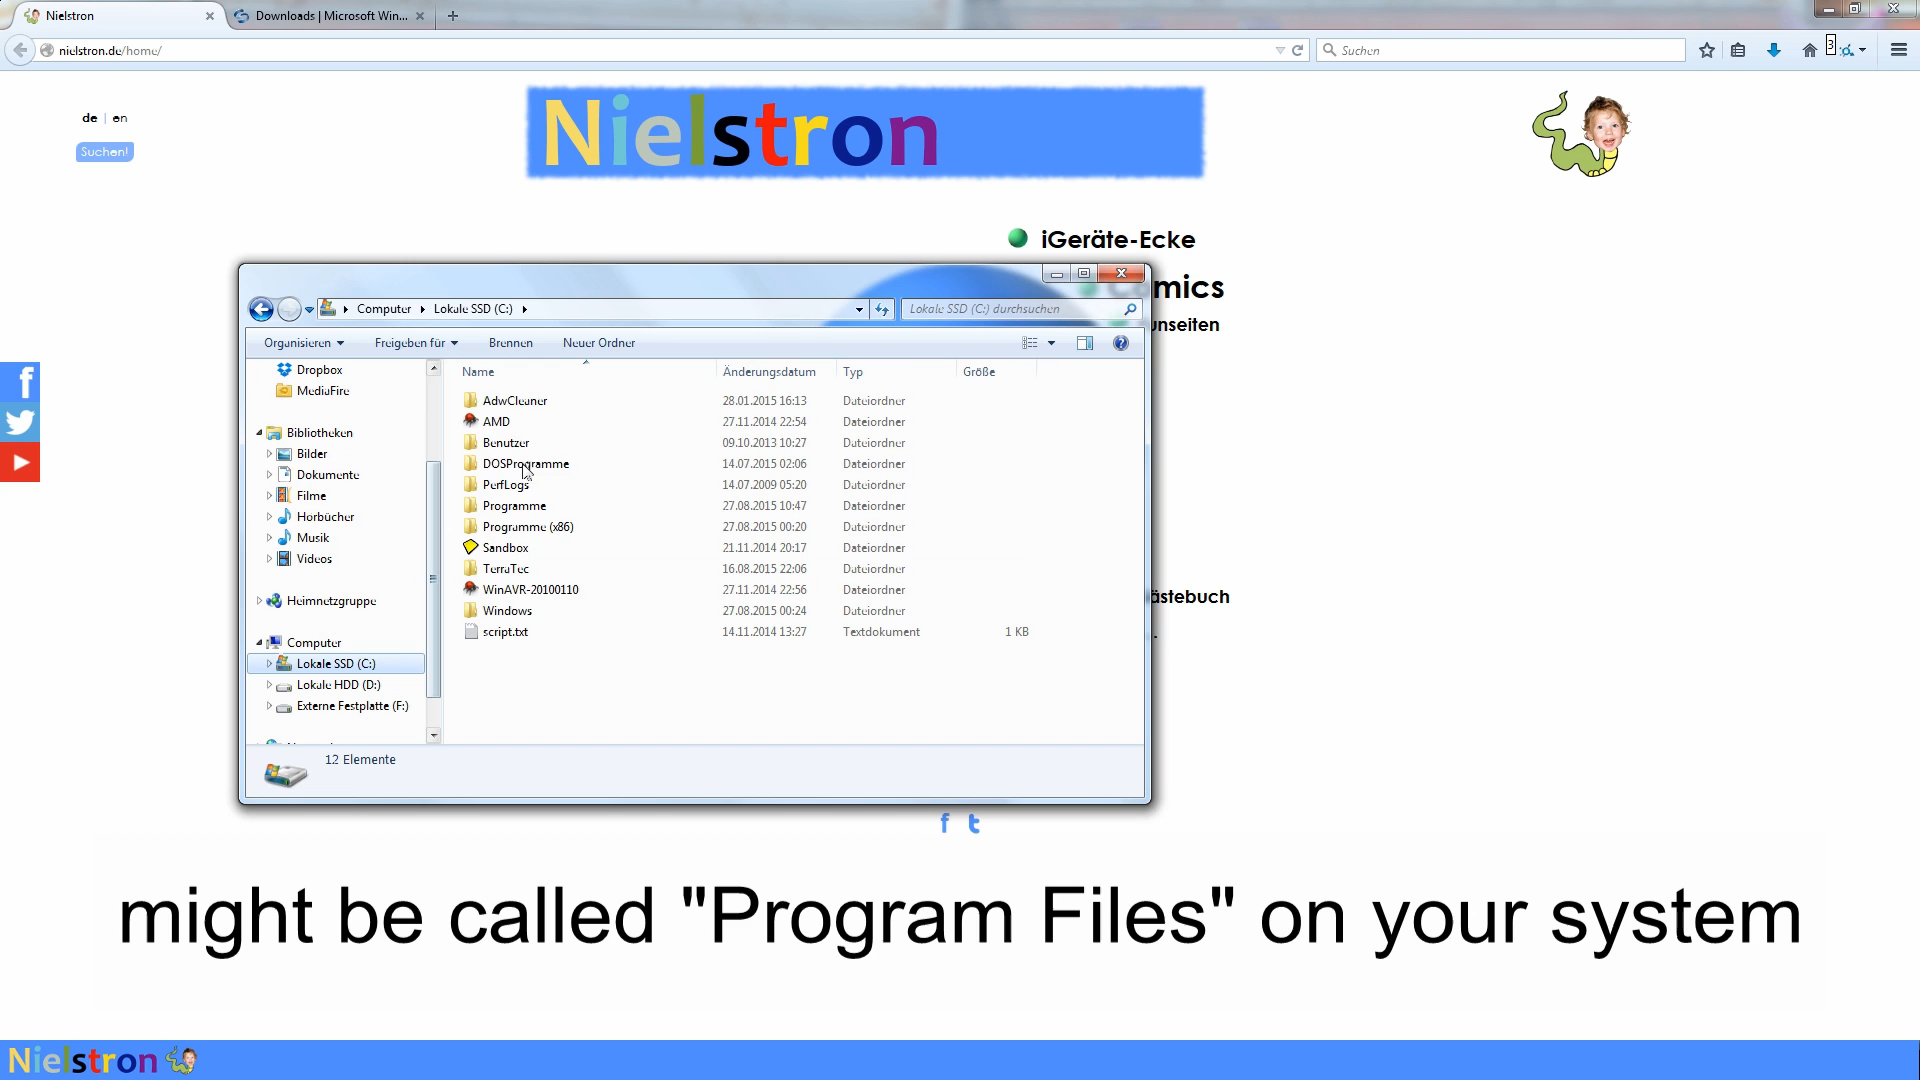 Nielstron
Downloads | Microsoft Win...
nielstron.de/home/
Suchen
3
de | en
Suchen!
Nielstron
iGeräte-Ecke
mics
unseiten
ästebuch
Computer
Lokale SSD (C:)
Lokale SSD (C:) durchsuchen
Organisieren
Freigeben für
Brennen
Neuer Ordner
Dropbox
MediaFire
Bibliotheken
Bilder
Dokumente
Filme
Hörbücher
Musik
Videos
Heimnetzgruppe
Computer
Lokale SSD (C:)
Lokale HDD (D:)
Externe Festplatte (F:)
Name Änderungsdatum Typ Größe
AdwCleaner 28.01.2015 16:13 Dateiordner
AMD 27.11.2014 22:54 Dateiordner
Benutzer 09.10.2013 10:27 Dateiordner
DOSProgramme 14.07.2015 02:06 Dateiordner
PerfLogs 14.07.2009 05:20 Dateiordner
Programme 27.08.2015 10:47 Dateiordner
Programme (x86) 27.08.2015 00:20 Dateiordner
Sandbox 21.11.2014 20:17 Dateiordner
TerraTec 16.08.2015 22:06 Dateiordner
WinAVR-20100110 27.11.2014 22:56 Dateiordner
Windows 27.08.2015 00:24 Dateiordner
script.txt 14.11.2014 13:27 Textdokument 1 KB
12 Elemente
might be called "Program Files" on your system
Nielstron